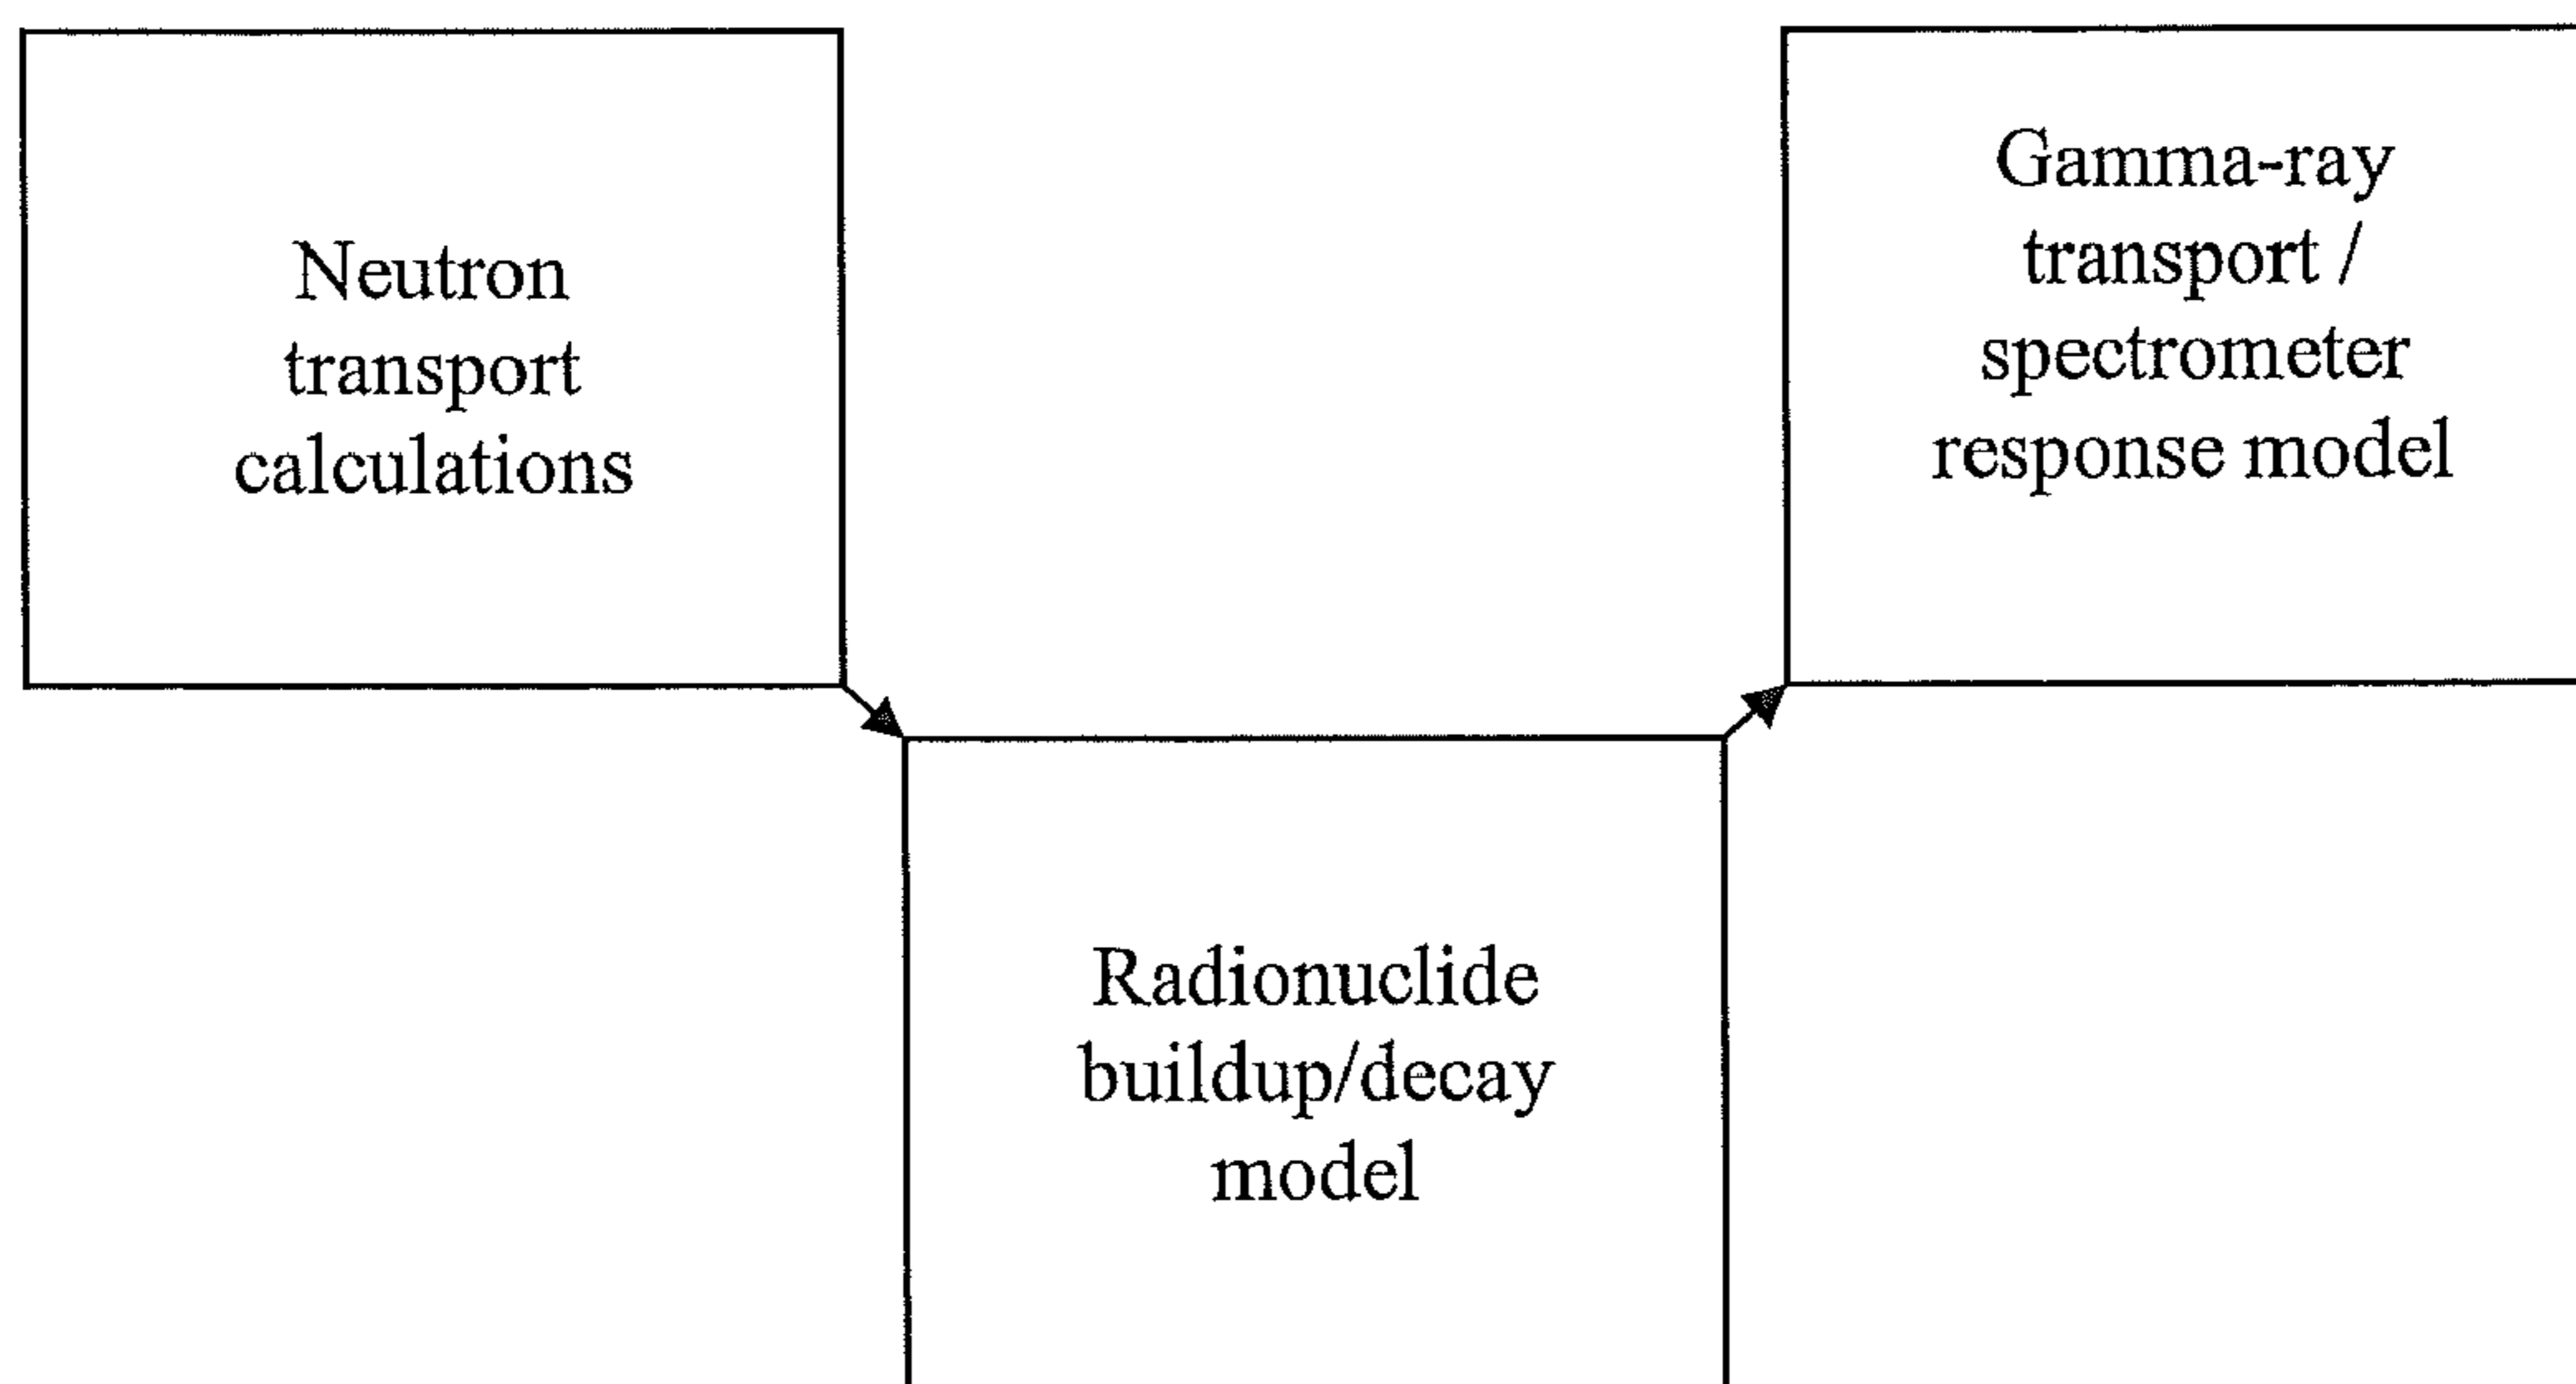 Neutron
transport
calculations
Radionuclide
buildup/decay
model
Gamma-ray
transport /
spectrometer
response model